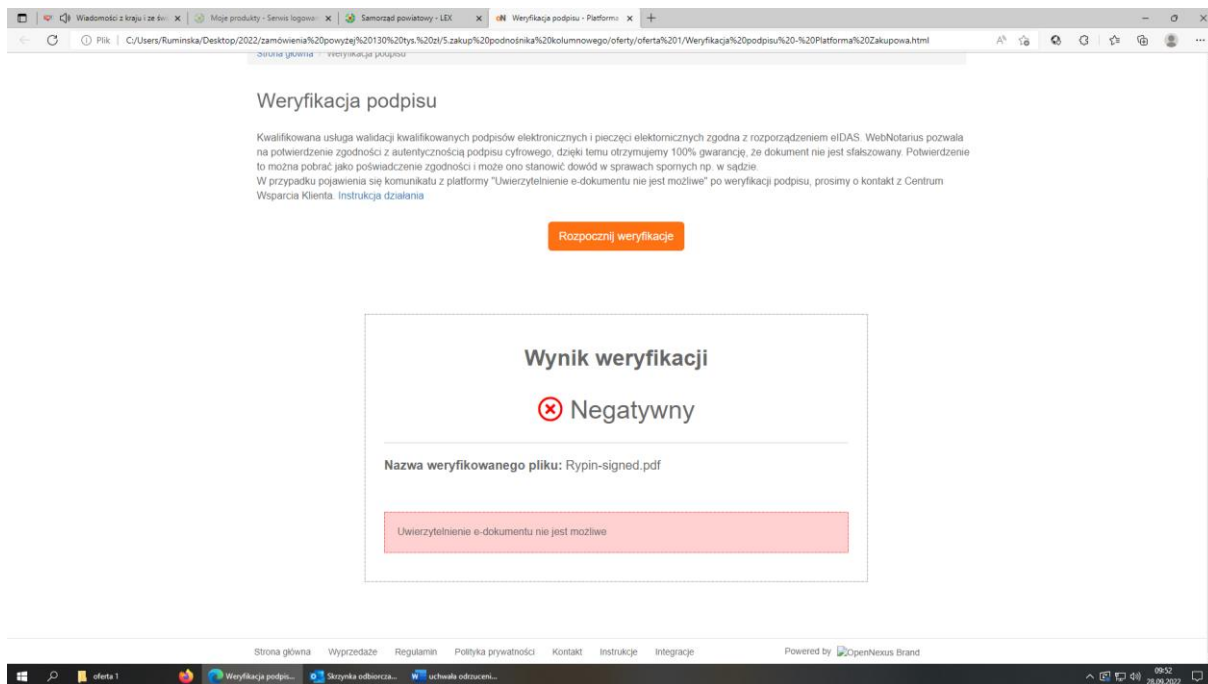 Wiadomości z kraju i ze świ
Moje produkty - Serwis logowan
Samorząd powiatowy - LEX
Weryfikacja podpisu - Platforma
Plik
C:/Users/Ruminska/Desktop/2022/zamówienia%20powyżej%20130%20tys.%20zł/5.zakup%20podnośnika%20kolumnowego/oferty/oferta%201/Weryfikacja%20podpisu%20-%20Platforma%20Zakupowa.html
Strona główna / Weryfikacja podpisu
Weryfikacja podpisu
Kwalifikowana usługa walidacji kwalifikowanych podpisów elektronicznych i pieczęci elektornicznych zgodna z rozporządzeniem eIDAS. WebNotarius pozwala
na potwierdzenie zgodności z autentycznością podpisu cyfrowego, dzięki temu otrzymujemy 100% gwarancję, że dokument nie jest sfałszowany. Potwierdzenie
to można pobrać jako poświadczenie zgodności i może ono stanowić dowód w sprawach spornych np. w sądzie.
W przypadku pojawienia się komunikatu z platformy "Uwierzytelnienie e-dokumentu nie jest możliwe" po weryfikacji podpisu, prosimy o kontakt z Centrum
Wsparcia Klienta. Instrukcja działania
Rozpocznij weryfikacje
Wynik weryfikacji
Negatywny
Nazwa weryfikowanego pliku: Rypin-signed.pdf
Uwierzytelnienie e-dokumentu nie jest możliwe
Strona główna Wyprzedaże Regulamin Polityka prywatności Kontakt Instrukcje Integracje Powered by OpenNexus Brand
oferta 1
Weryfikacja podpis...
Skrzynka odbiorcza...
uchwała odrzuceni...
09:52
28.09.2022